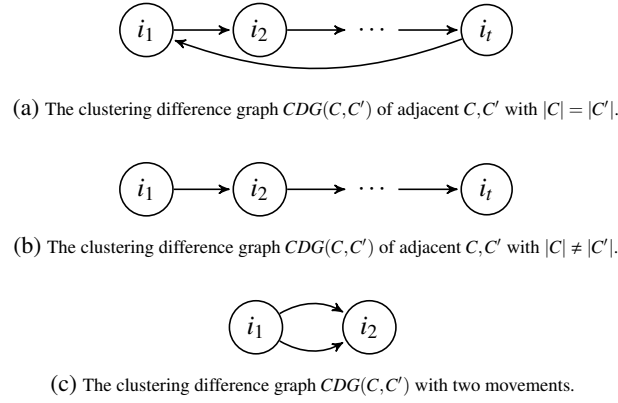 i₁ i₂ ··· iₜ
(a) The clustering difference graph CDG(C,C′) of adjacent C,C′ with |C| = |C′|.
i₁ i₂ ··· iₜ
(b) The clustering difference graph CDG(C,C′) of adjacent C,C′ with |C| ≠ |C′|.
i₁ i₂
(c) The clustering difference graph CDG(C,C′) with two movements.